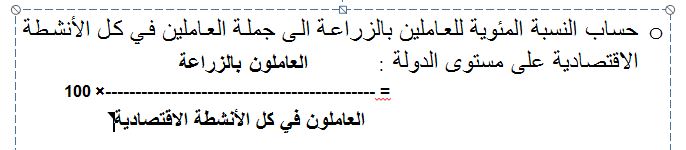 o حساب النسبة المئوية للعاملين بالزراعة الى جملة العاملين في كل الأنشطة
الاقتصادية على مستوى الدولة : العاملون بالزراعة
= ---------------------------------------------× 100
العاملون في كل الأنشطة الاقتصادية